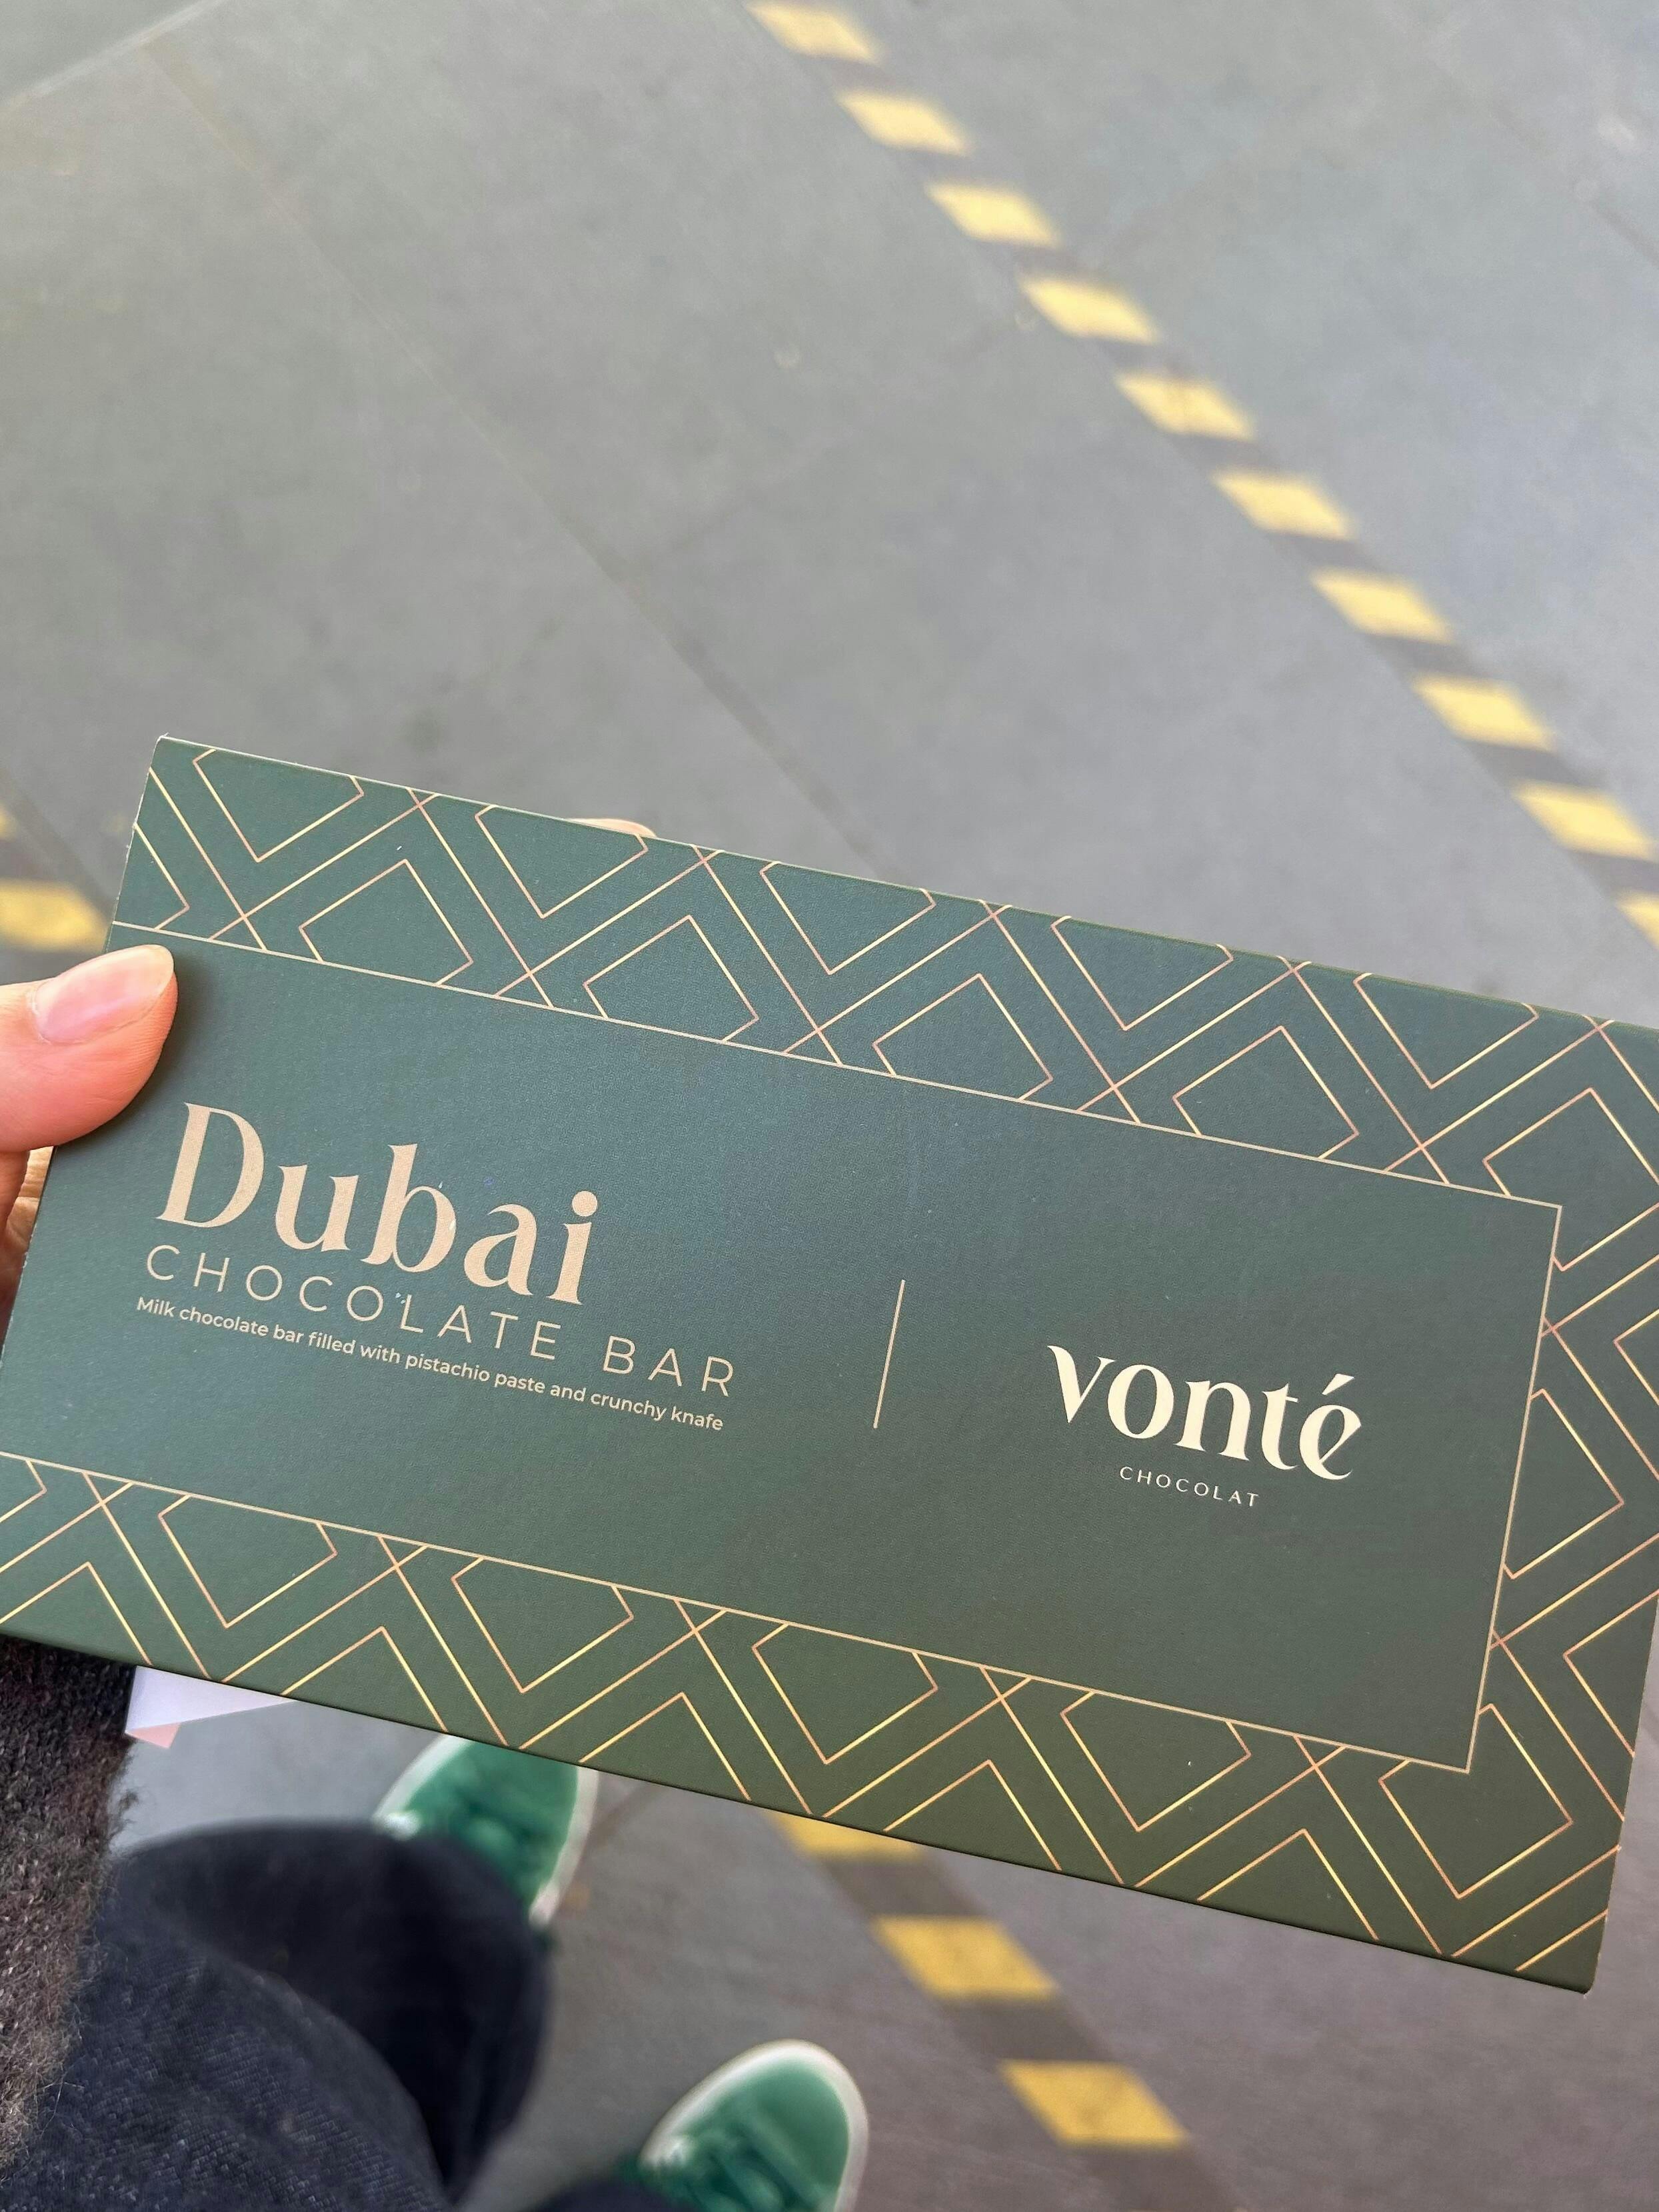 Dubai
CHOCOLATE BAR
Milk chocolate bar filled with pistachio paste and crunchy knafe
vonté
CHOCOLAT